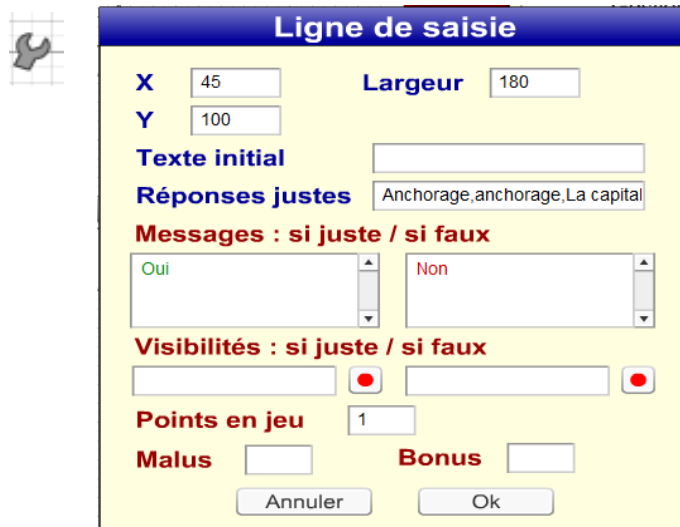 Ligne de saisie
X 45 Largeur 180
Y 100
Texte initial
Réponses justes Anchorage,anchorage,La capital
Messages : si juste / si faux
Oui Non
Visibilités : si juste / si faux
Points en jeu 1
Malus Bonus
Annuler Ok